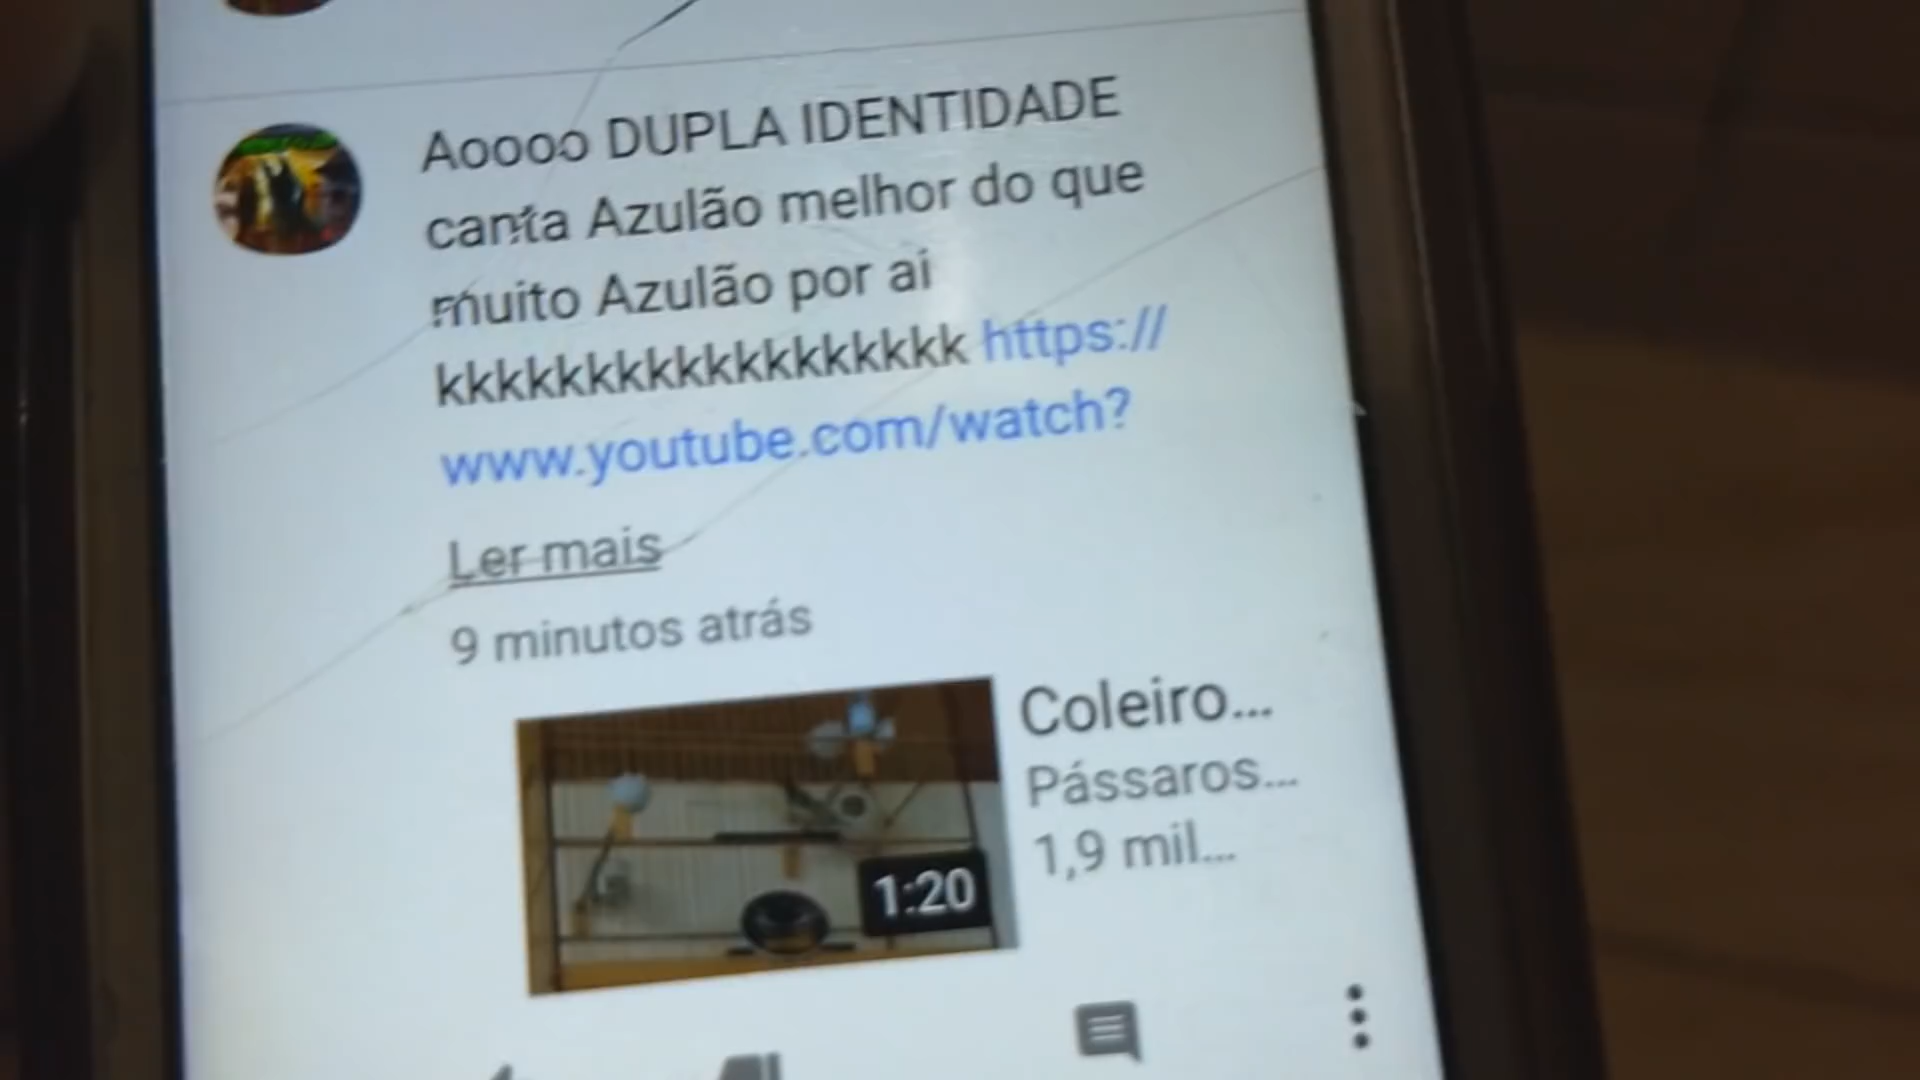 Aoooo DUPLA IDENTIDADE
canta Azulão melhor do que
muito Azulão por ai
kkkkkkkkkkkkkkkkkk https://
www.youtube.com/watch?
Ler mais
9 minutos atrás
Coleiro...
Pássaros...
1,9 mil...
1:20